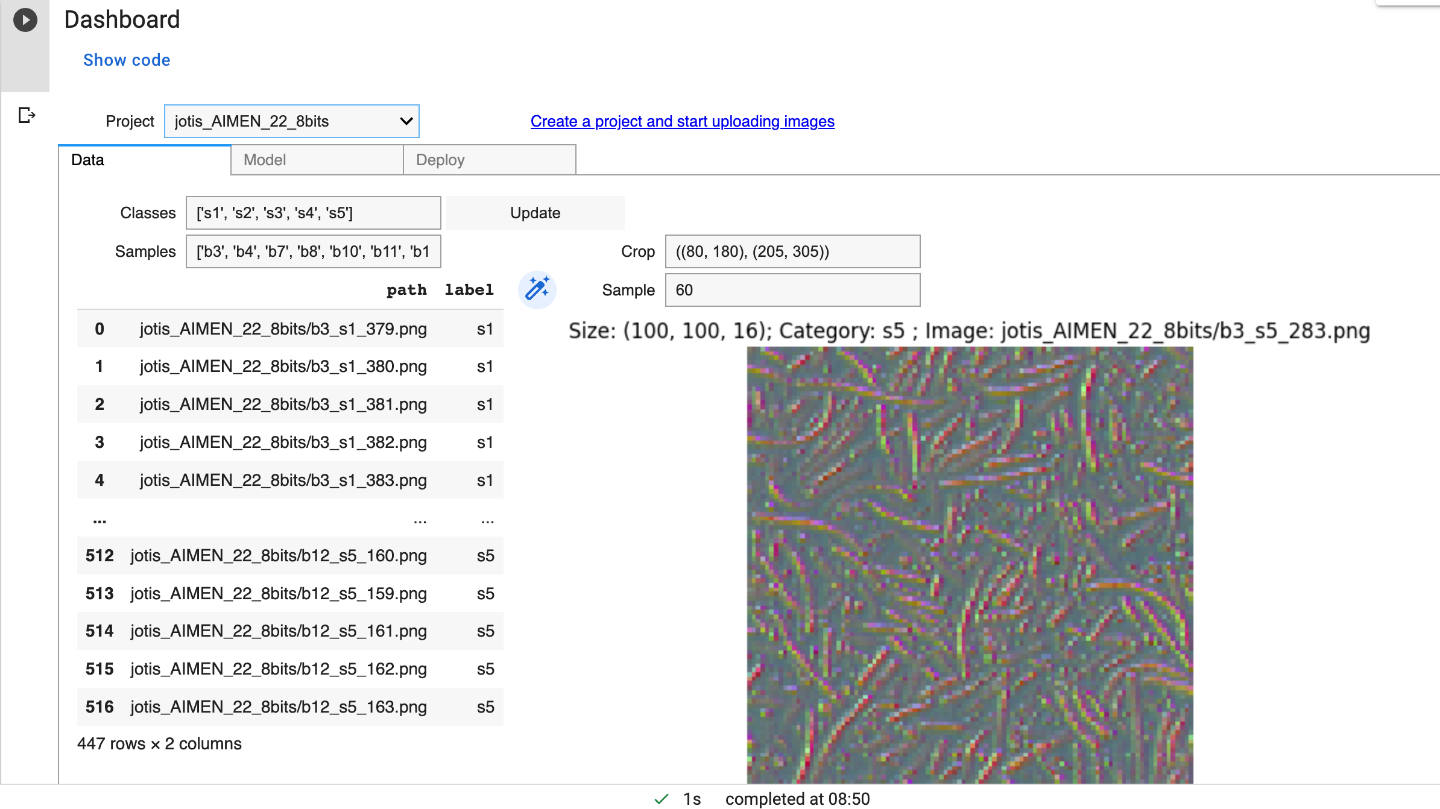 Dashboard
Show code
Project jotis_AIMEN_22_8bits Create a project and start uploading images
Data Model Deploy
Classes ['s1', 's2', 's3', 's4', 's5'] Update
Samples ['b3', 'b4', 'b7', 'b8', 'b10', 'b11', 'b1 Crop ((80, 180), (205, 305))
path label Sample 60
Size: (100, 100, 16); Category: s5 ; Image: jotis_AIMEN_22_8bits/b3_s5_283.png
0 jotis_AIMEN_22_8bits/b3_s1_379.png s1
1 jotis_AIMEN_22_8bits/b3_s1_380.png s1
2 jotis_AIMEN_22_8bits/b3_s1_381.png s1
3 jotis_AIMEN_22_8bits/b3_s1_382.png s1
4 jotis_AIMEN_22_8bits/b3_s1_383.png s1
... ... ...
512 jotis_AIMEN_22_8bits/b12_s5_160.png s5
513 jotis_AIMEN_22_8bits/b12_s5_159.png s5
514 jotis_AIMEN_22_8bits/b12_s5_161.png s5
515 jotis_AIMEN_22_8bits/b12_s5_162.png s5
516 jotis_AIMEN_22_8bits/b12_s5_163.png s5
447 rows × 2 columns
1s completed at 08:50